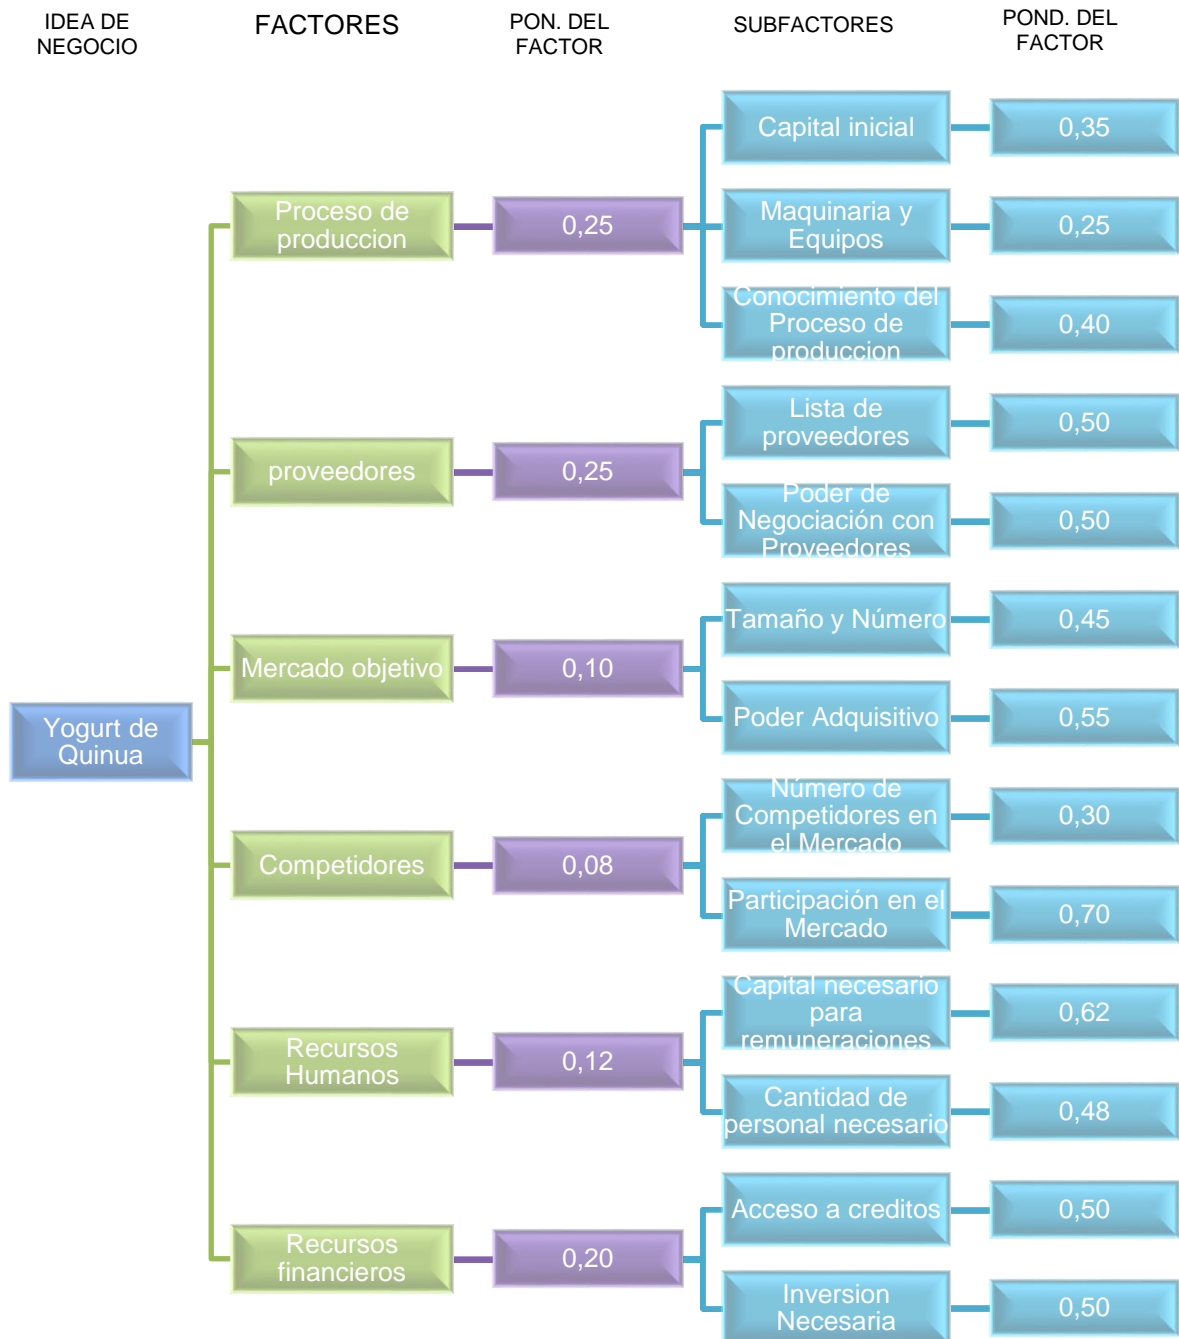 IDEA DE
NEGOCIO
FACTORES
PON. DEL
FACTOR
SUBFACTORES
POND. DEL
FACTOR
Yogurt de
Quinua
Proceso de
produccion
0,25
Capital inicial
0,35
Maquinaria y
Equipos
0,25
Conocimiento del
Proceso de
produccion
0,40
proveedores
0,25
Lista de
proveedores
0,50
Poder de
Negociación con
Proveedores
0,50
Mercado objetivo
0,10
Tamaño y Número
0,45
Poder Adquisitivo
0,55
Competidores
0,08
Número de
Competidores en
el Mercado
0,30
Participación en el
Mercado
0,70
Recursos
Humanos
0,12
Capital necesario
para
remuneraciones
0,62
Cantidad de
personal necesario
0,48
Recursos
financieros
0,20
Acceso a creditos
0,50
Inversion
Necesaria
0,50